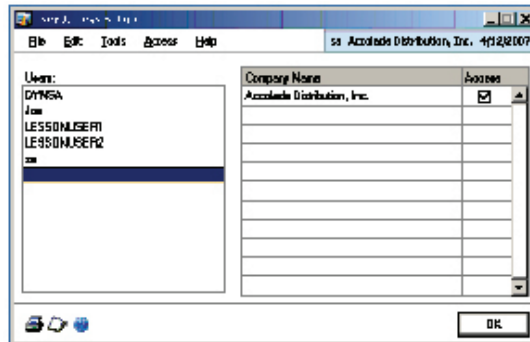 File Edit Tools Access Help
sa Accolade Distribution, Inc. 4/12/2007
Users:
DYNSA
Joe
LESSONUSER1
LESSONUSER2
sa
Company Name Access
Accolade Distribution, Inc.
OK